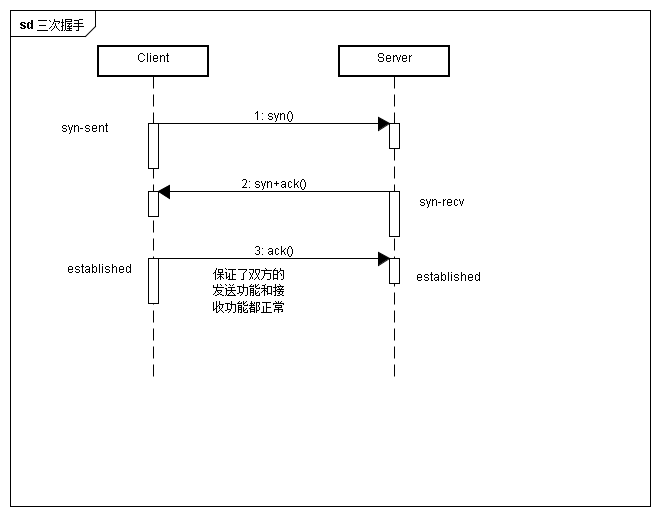 sd 三次握手
Client
Server
1: syn()
syn-sent
2: syn+ack()
syn-recv
3: ack()
established
保证了双方的
发送功能和接
收功能都正常
established